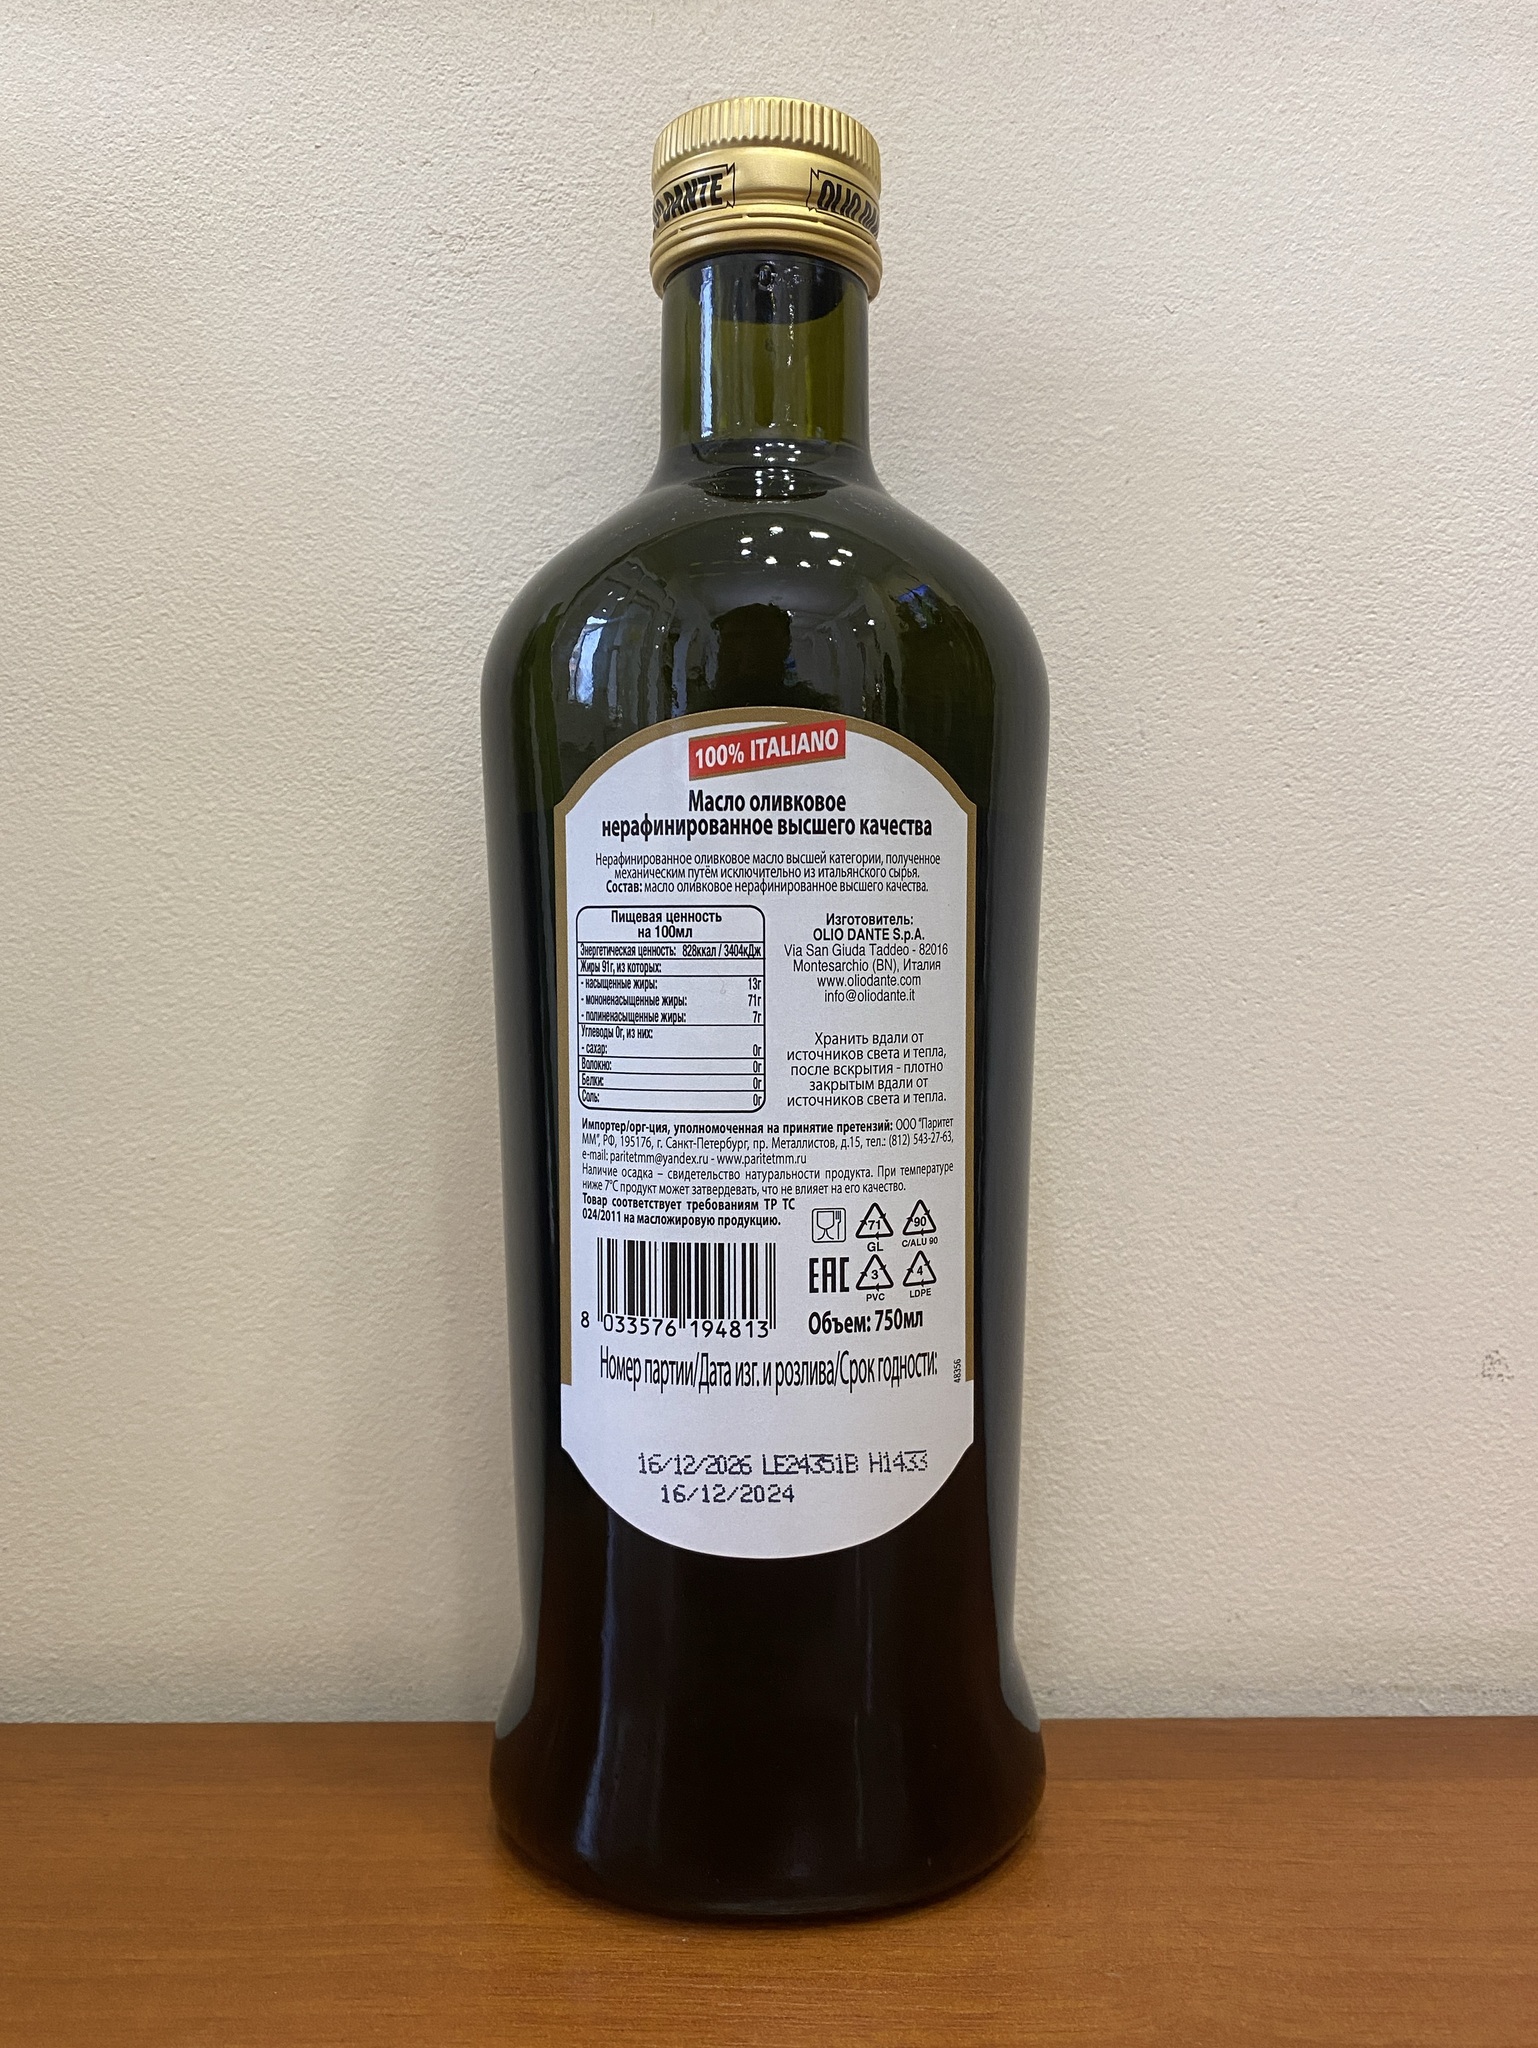 DANTE
OLIO
100% ITALIANO
Масло оливковое
нерафинированное высшего качества
Нерафинированное оливковое масло высшей категории, полученное
механическим путём исключительно из итальянского сырья.
Состав: масло оливковое нерафинированное высшего качества.
Пищевая ценность
на 100мл
Энергетическая ценность: 828ккал / 3404кДж
Жиры 91г, из которых:
- насыщенные жиры: 13г
- мононенасыщенные жиры: 71г
- полиненасыщенные жиры: 7г
Углеводы 0г, из них:
- сахар: 0г
Волокно: 0г
Белки: 0г
Соль: 0г
Изготовитель:
OLIO DANTE S.p.A.
Via San Giuda Taddeo - 82016
Montesarchio (BN), Италия
www.oliodante.com
info@oliodante.it
Хранить вдали от
источников света и тепла,
после вскрытия - плотно
закрытым вдали от
источников света и тепла.
Импортер/орг-ция, уполномоченная на принятие претензий: ООО "Паритет
ММ", РФ, 195176, г. Санкт-Петербург, пр. Металлистов, д.15, тел.: (812) 543-27-63,
e-mail: paritetmm@yandex.ru - www.paritetmm.ru
Наличие осадка – свидетельство натуральности продукта. При температуре
ниже 7°C продукт может затвердевать, что не влияет на его качество.
Товар соответствует требованиям ТР ТС
024/2011 на масложировую продукцию.
71
GL
90
C/ALU 90
EAC
3
PVC
4
LDPE
8 033576 194813
Объем: 750мл
Номер партии/Дата изг. и розлива/Срок годности:
48356
16/12/2026 LE24351B H1433
16/12/2024